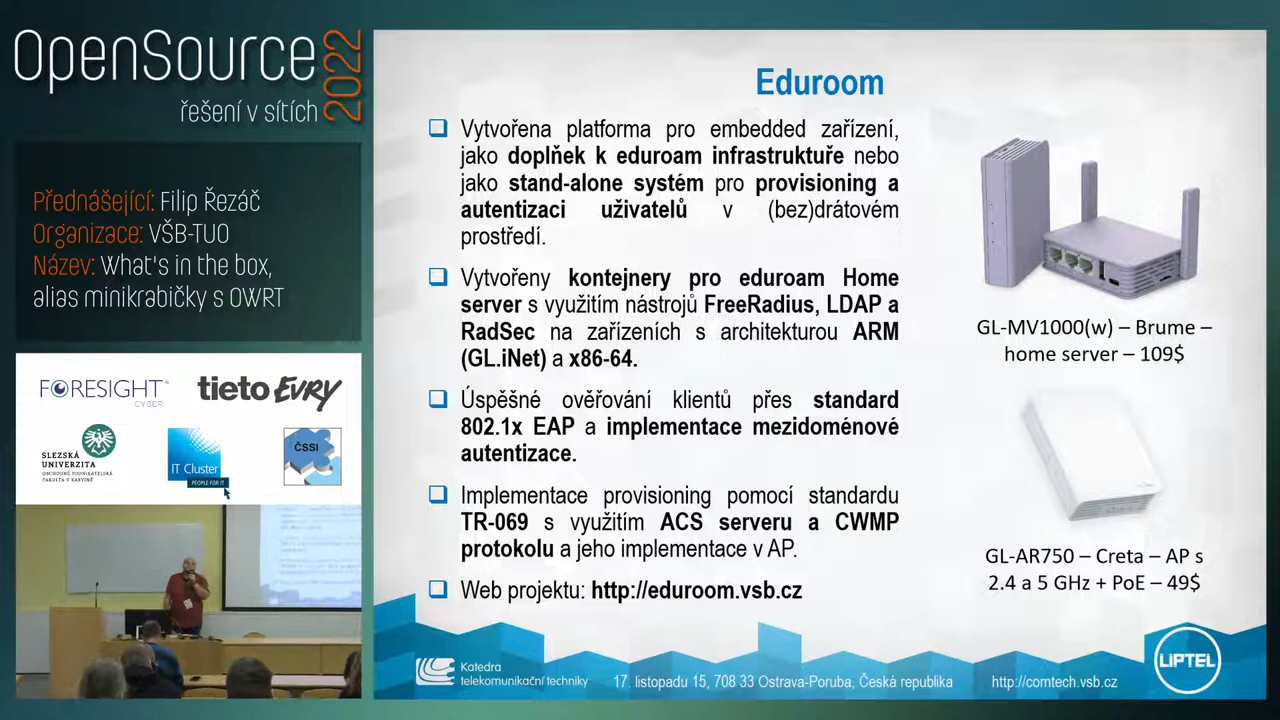 OpenSource
2022
řešení v sítích
Přednášející: Filip Řezáč
Organizace: VŠB-TUO
Název: What's in the box,
alias minikrabičky s OWRT
FORESIGHT
CYBER
tieto Evry
SLEZSKÁ
UNIVERZITA
OBCHODNĚ PODNIKATELSKÁ
FAKULTA V KARVINÉ
IT Cluster
PEOPLE FOR IT
ČSSI
Eduroom
Vytvořena platforma pro embedded zařízení,
jako doplňek k eduroam infrastruktuře nebo
jako stand-alone systém pro provisioning a
autentizaci uživatelů v (bez)drátovém
prostředí.
Vytvořeny kontejnery pro eduroam Home
server s využitím nástrojů FreeRadius, LDAP a
RadSec na zařízeních s architekturou ARM
(GL.iNet) a x86-64.
Úspěšné ověřování klientů přes standard
802.1x EAP a implementace mezidoménové
autentizace.
Implementace provisioning pomocí standardu
TR-069 s využitím ACS serveru a CWMP
protokolu a jeho implementace v AP.
Web projektu: http://eduroom.vsb.cz
GL-MV1000(w) – Brume –
home server – 109$
GL-AR750 – Creta – AP s
2.4 a 5 GHz + PoE – 49$
Katedra
telekomunikační techniky
17. listopadu 15, 708 33 Ostrava-Poruba, Česká republika
http://comtech.vsb.cz
LIPTEL